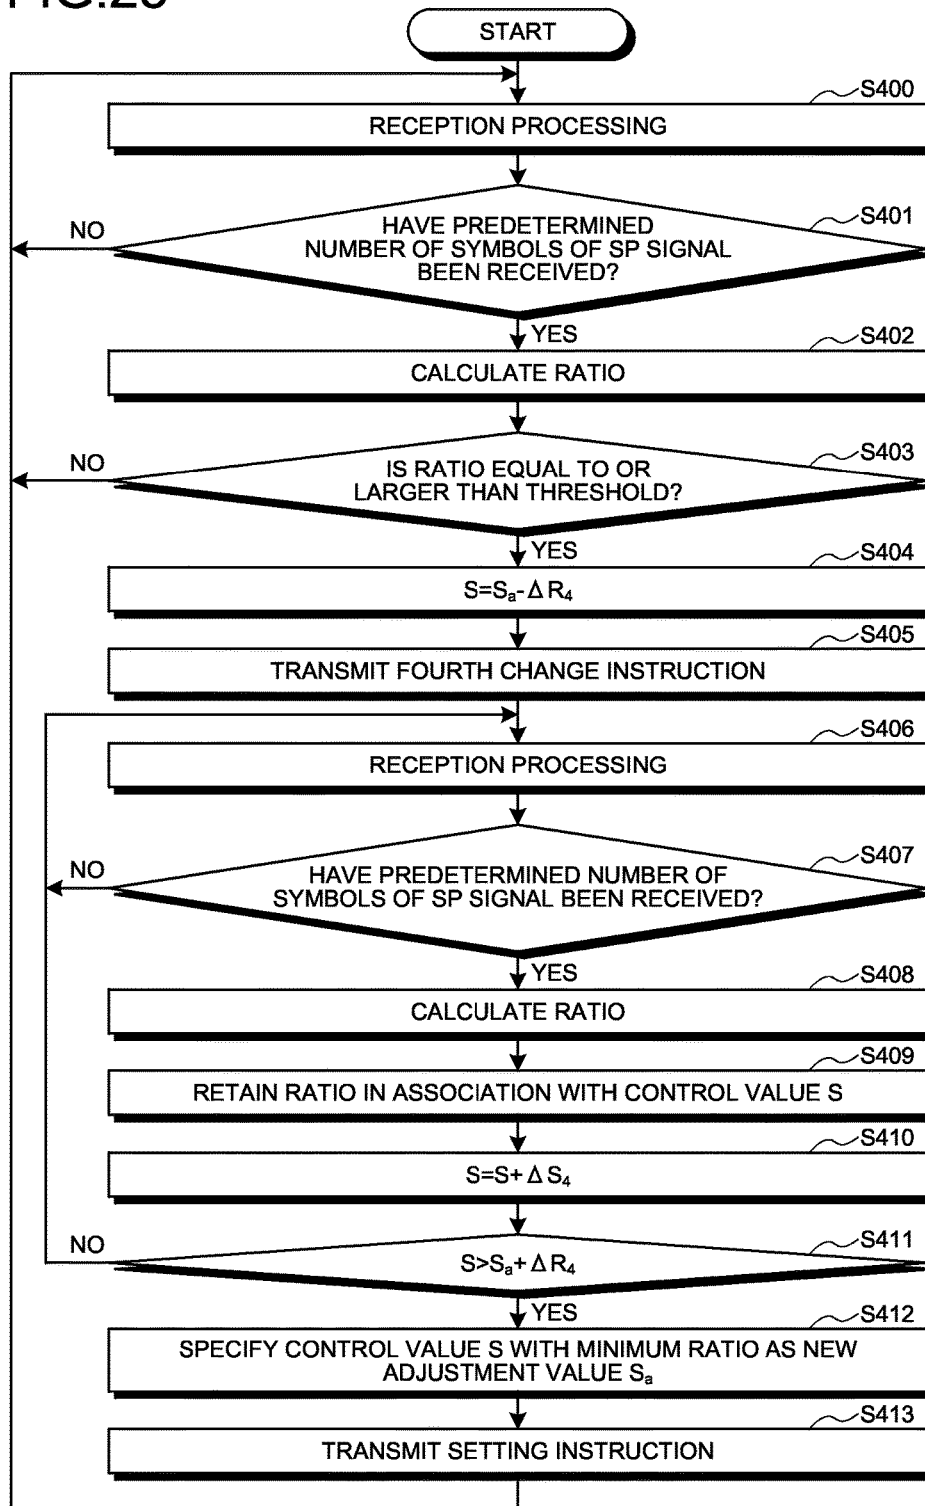 START
S400
RECEPTION PROCESSING
S401
NO
HAVE PREDETERMINED
NUMBER OF SYMBOLS OF SP SIGNAL
BEEN RECEIVED?
YES
S402
CALCULATE RATIO
S403
NO
IS RATIO EQUAL TO OR
LARGER THAN THRESHOLD?
YES
S404
S=Sₐ-ΔR₄
S405
TRANSMIT FOURTH CHANGE INSTRUCTION
S406
RECEPTION PROCESSING
S407
NO
HAVE PREDETERMINED NUMBER OF
SYMBOLS OF SP SIGNAL BEEN RECEIVED?
YES
S408
CALCULATE RATIO
S409
RETAIN RATIO IN ASSOCIATION WITH CONTROL VALUE S
S410
S=S+ΔS₄
S411
NO
S>Sₐ+ΔR₄
YES
S412
SPECIFY CONTROL VALUE S WITH MINIMUM RATIO AS NEW
ADJUSTMENT VALUE Sₐ
S413
TRANSMIT SETTING INSTRUCTION